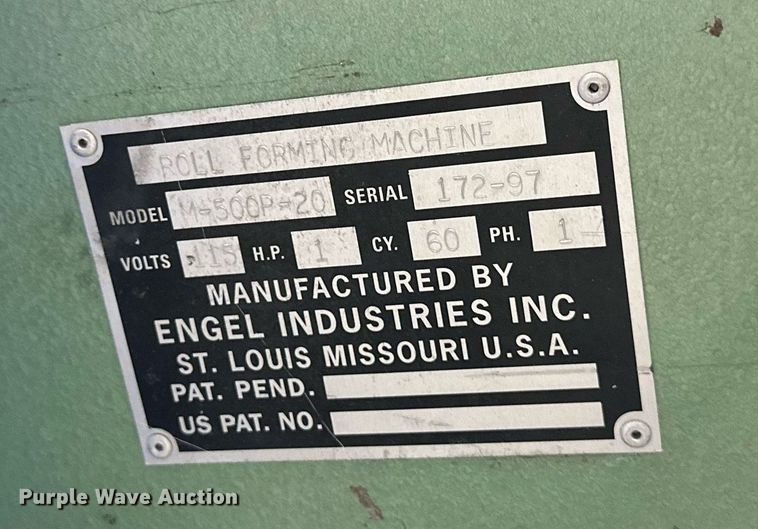 ROLL FORMING MACHINE
MODEL M-500P-20 SERIAL 172-97
VOLTS 115 H.P. 1 CY. 60 PH. 1
MANUFACTURED BY
ENGEL INDUSTRIES INC.
ST. LOUIS MISSOURI U.S.A.
PAT. PEND.
US PAT. NO.
Purple Wave Auction